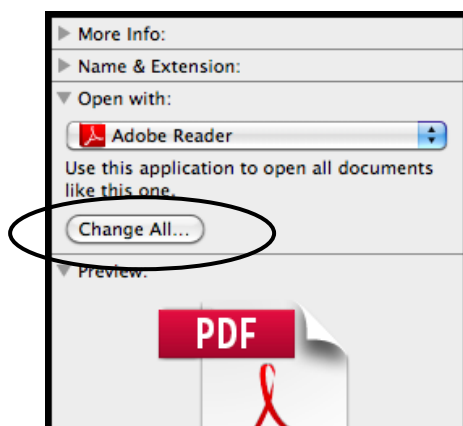 More Info:
Name & Extension:
Open with:
Adobe Reader
Use this application to open all documents
like this one.
Change All...
Preview:
PDF